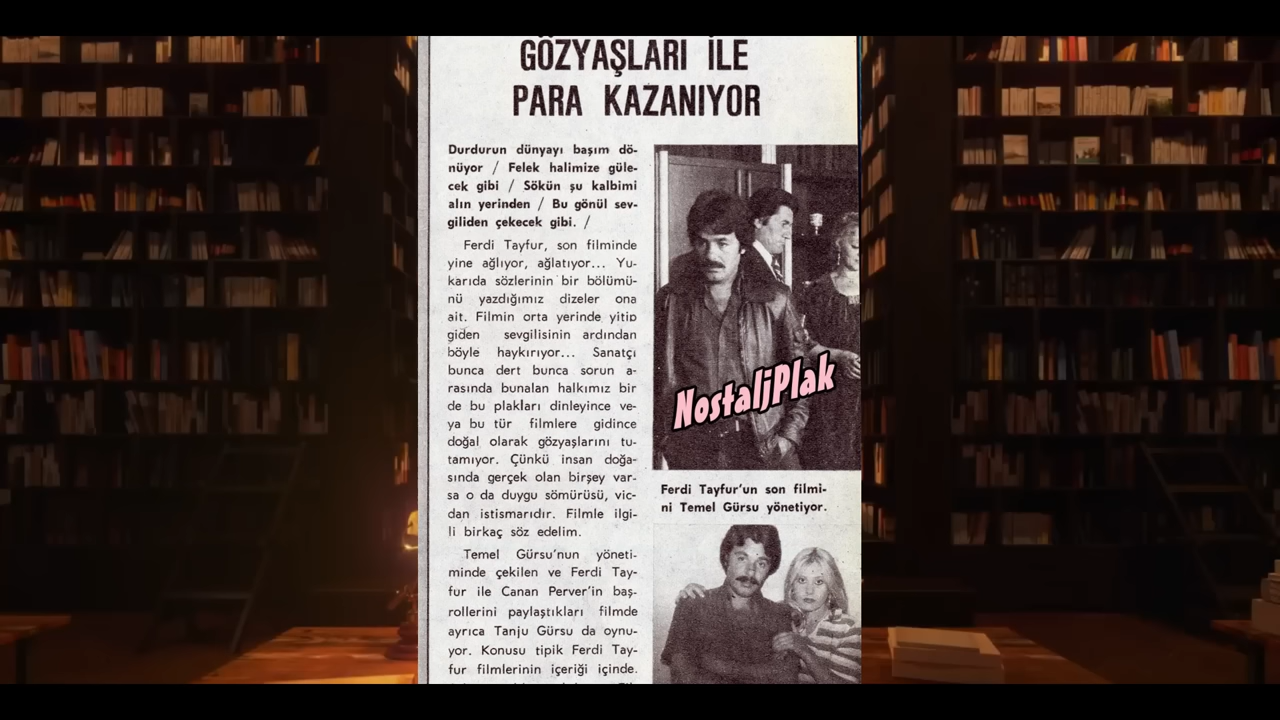 GÖZYAŞLARI İLE
PARA KAZANIYOR
Durdurun dünyayı başım dö-
nüyor / Felek halimize güle-
cek gibi / Sökün şu kalbimi
alın yerinden / Bu gönül sev-
giliden çekecek gibi. /
Ferdi Tayfur, son filminde
yine ağlıyor, ağlatıyor... Yu-
karıda sözlerinin bir bölümü-
nü yazdığımız dizeler ona
ait. Filmin orta yerinde yitip
giden sevgilisinin ardından
böyle haykırıyor... Sanatçı
bunca dert bunca sorun a-
rasında bunalan halkımız bir
de bu plakları dinleyince ve-
ya bu tür filmlere gidince
doğal olarak gözyaşlarını tu-
tamıyor. Çünkü insan doğa-
sında gerçek olan birşey var-
sa o da duygu sömürüsü, vic-
dan istismarıdır. Filmle ilgi-
li birkaç söz edelim.
Temel Gürsu'nun yöneti-
minde çekilen ve Ferdi Tay-
fur ile Canan Perver'in baş-
rollerini paylaştıkları filmde
ayrıca Tanju Gürsu da oynu-
yor. Konusu tipik Ferdi Tay-
fur filmlerinin içeriği içinde.
NostaljPlak
Ferdi Tayfur'un son filmi-
ni Temel Gürsu yönetiyor.